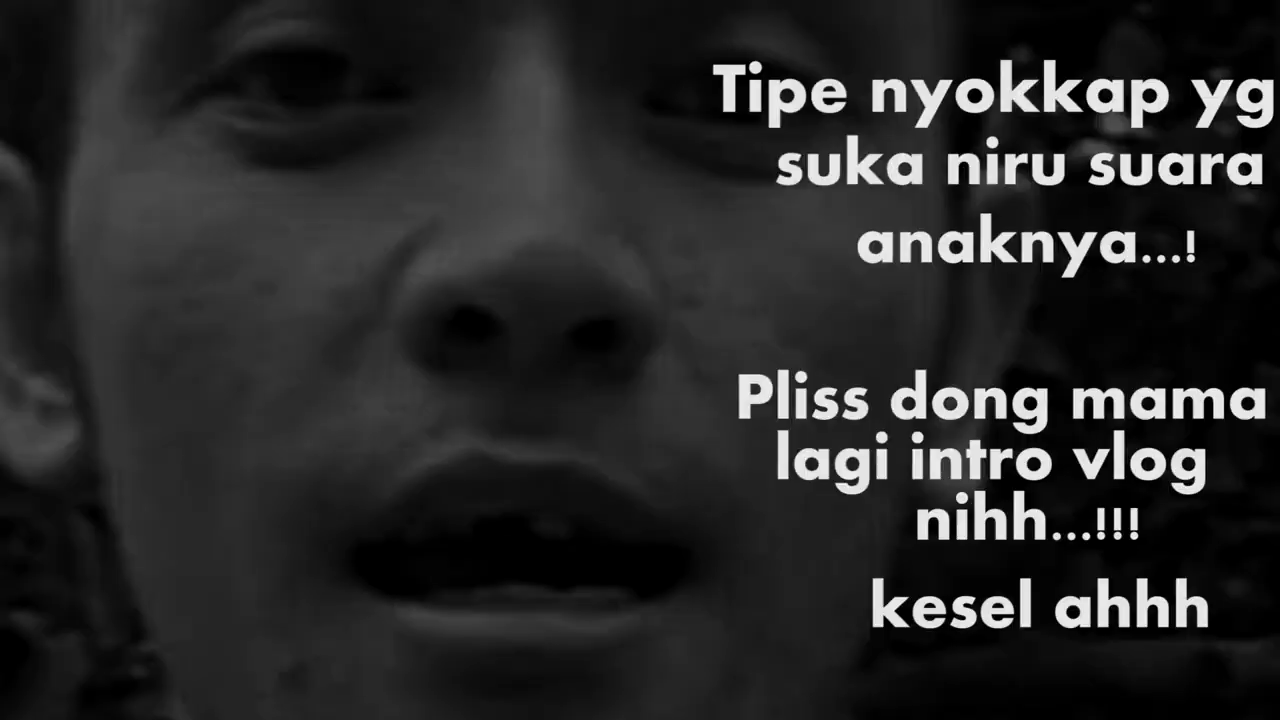 Tipe nyokkap yg
suka niru suara
anaknya...!
Pliss dong mama
lagi intro vlog
nihh...!!!
kesel ahhh